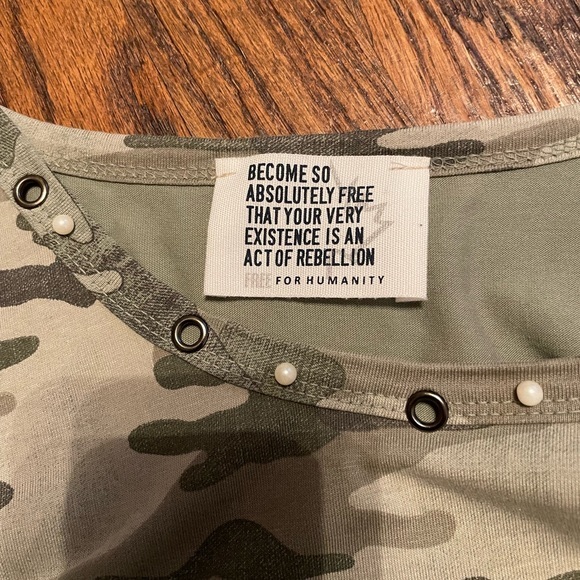 BECOME SO
ABSOLUTELY FREE
THAT YOUR VERY
EXISTENCE IS AN
ACT OF REBELLION
FREE FOR HUMANITY